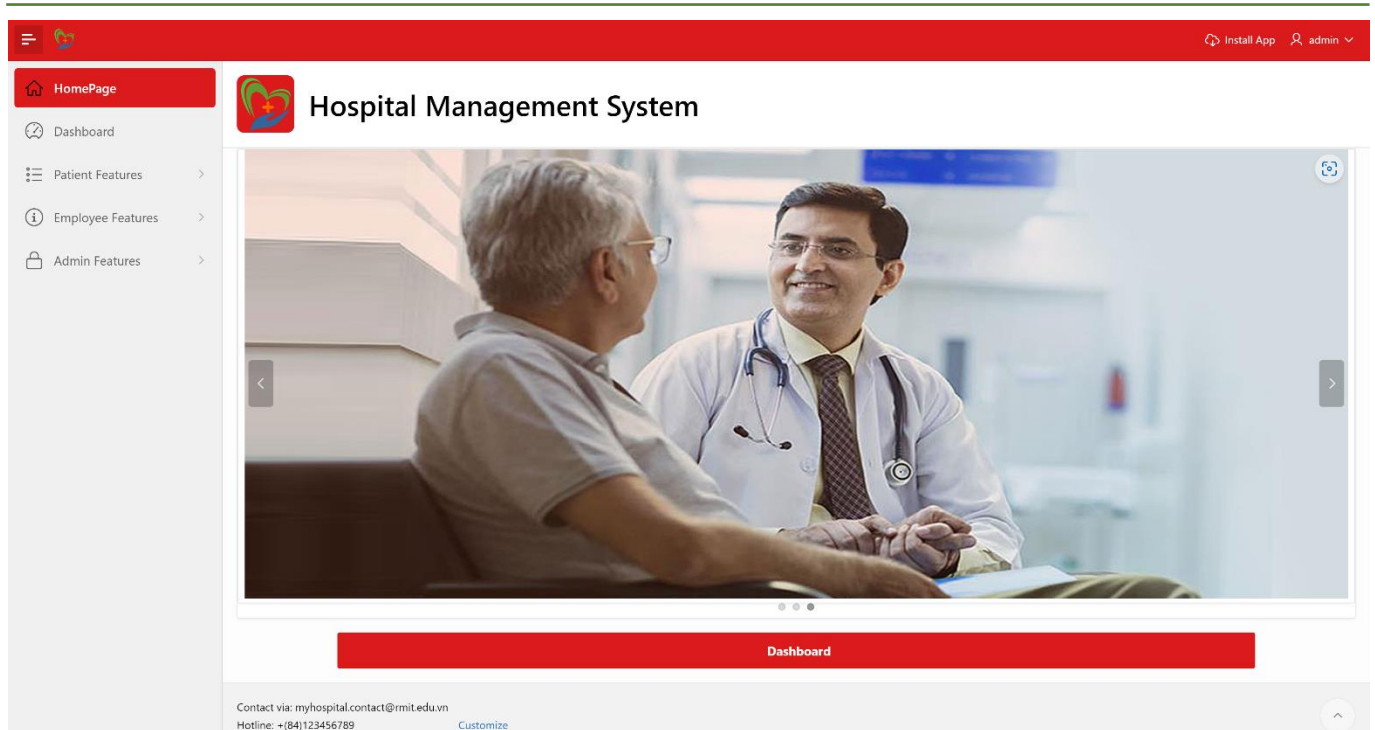 Install App admin
HomePage
Hospital Management System
Dashboard
Patient Features
Employee Features
Admin Features
Dashboard
Contact via: myhospital.contact@rmit.edu.vn
Hotline: +(84)123456789 Customize